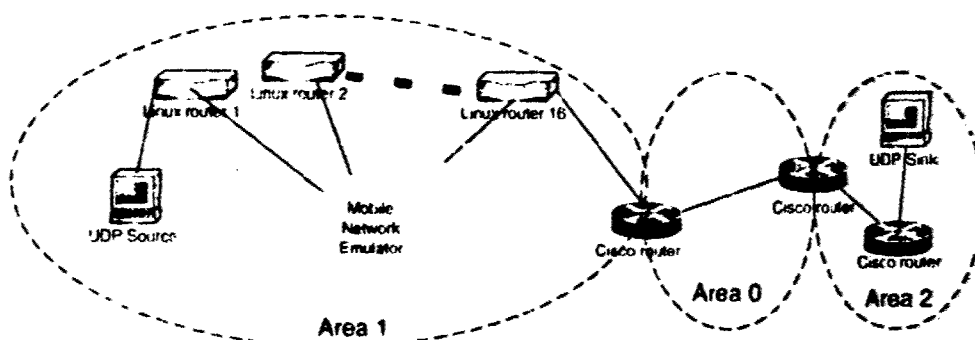 Linux router 1
Linux router 2
Linux router 16
UDP Source
Mobile
Network
Emulator
Cisco router
Cisco router
UDP Sink
Cisco router
Area 1
Area 0
Area 2